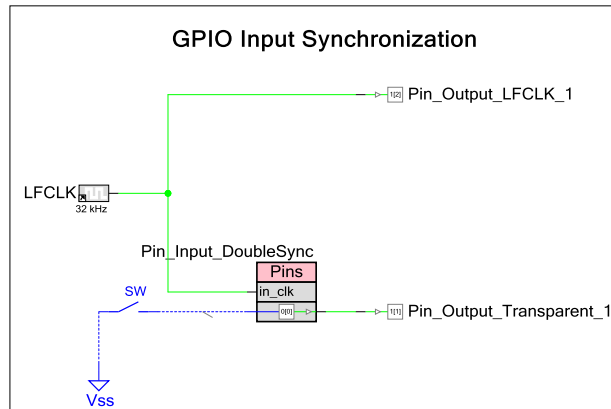 GPIO Input Synchronization
1[2] Pin_Output_LFCLK_1
LFCLK
32 kHz
Pin_Input_DoubleSync
Pins
in_clk
SW
0[0]
1[1] Pin_Output_Transparent_1
Vss